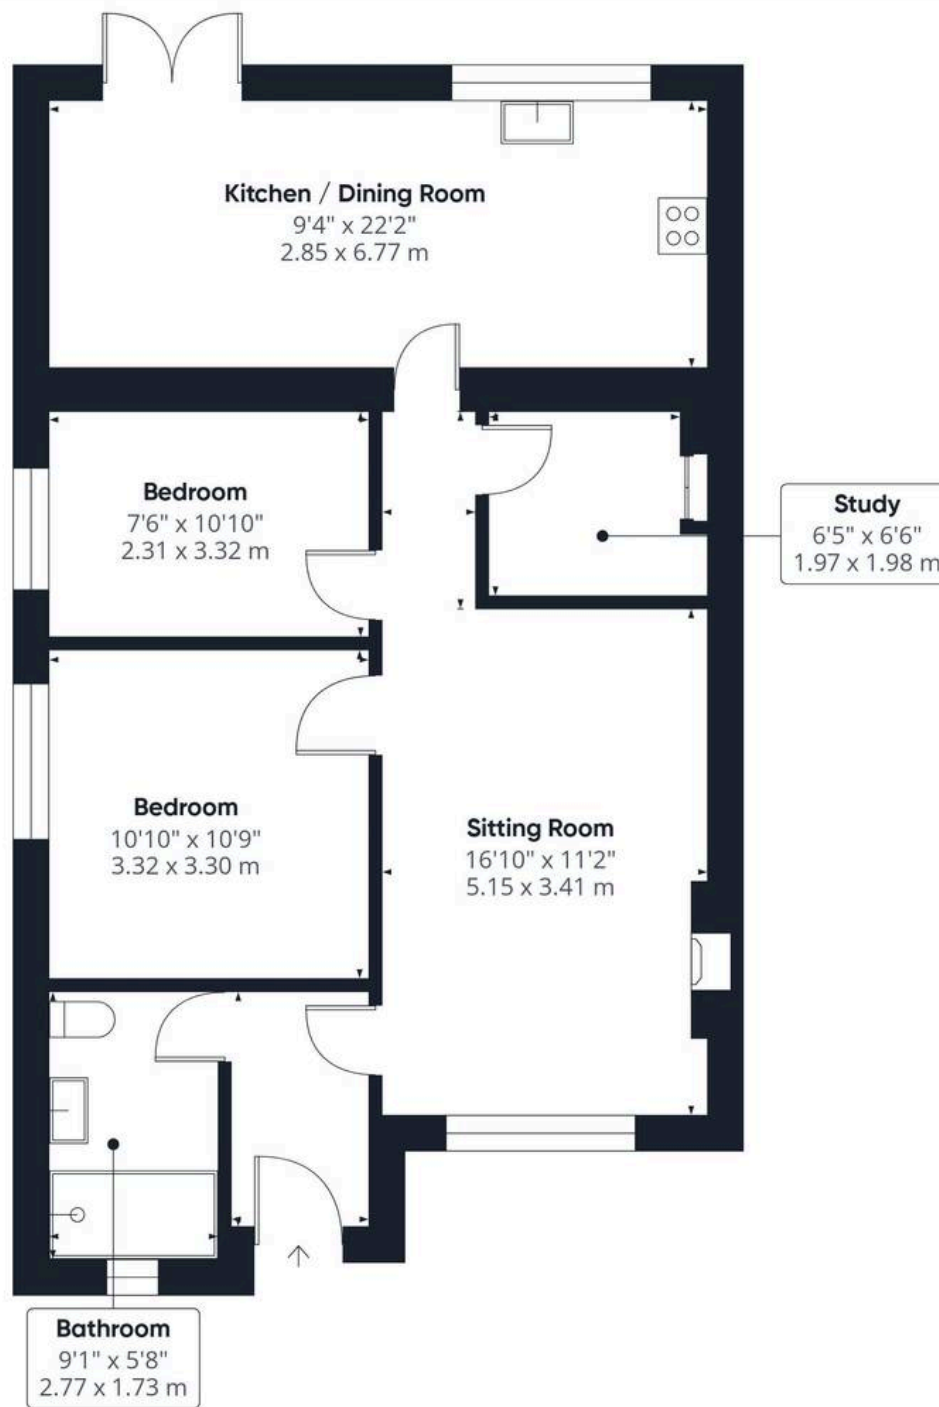 Kitchen / Dining Room
9'4" x 22'2"
2.85 x 6.77 m
Bedroom
7'6" x 10'10"
2.31 x 3.32 m
Study
6'5" x 6'6"
1.97 x 1.98 m
Bedroom
10'10" x 10'9"
3.32 x 3.30 m
Sitting Room
16'10" x 11'2"
5.15 x 3.41 m
Bathroom
9'1" x 5'8"
2.77 x 1.73 m